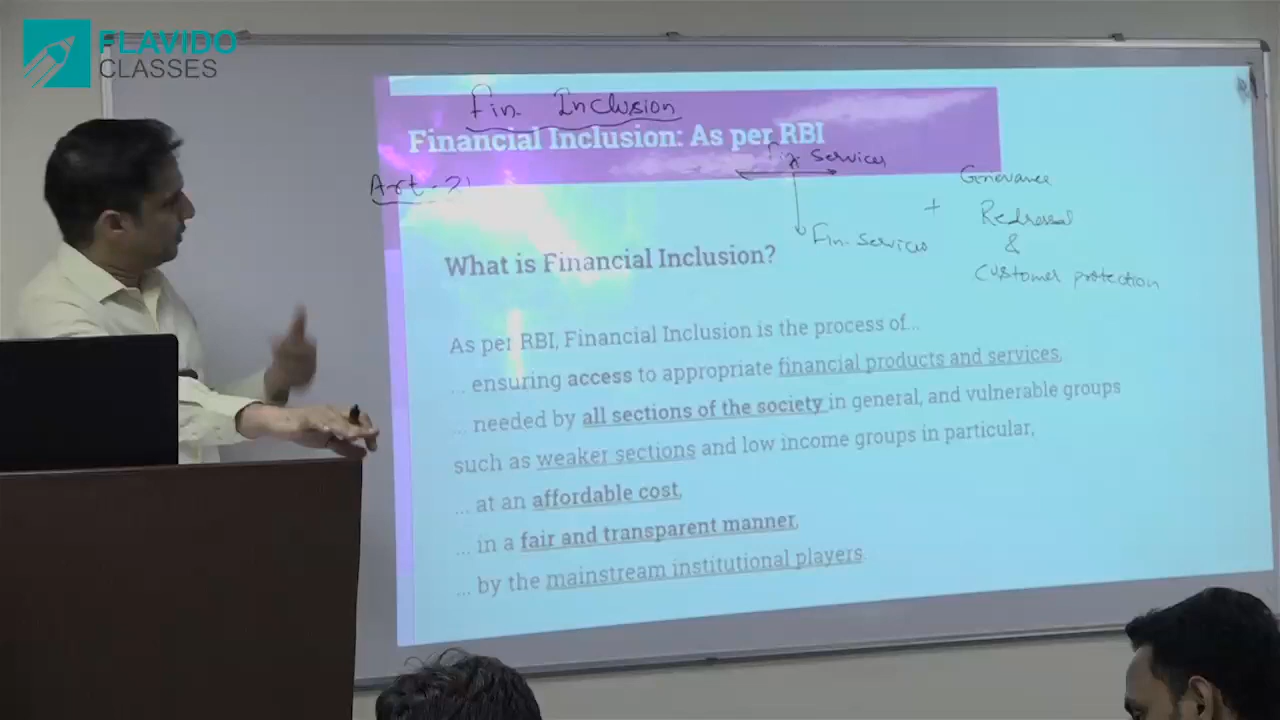 FLAVIDO
CLASSES
Fin. Inclusion
Financial Inclusion: As per RBI
Services
Art-21
+
Grievance
Redressal
&
Customer protection
Fin. Services
What is Financial Inclusion?
As per RBI, Financial Inclusion is the process of...
... ensuring access to appropriate financial products and services,
... needed by all sections of the society in general, and vulnerable groups
such as weaker sections and low income groups in particular,
... at an affordable cost,
... in a fair and transparent manner,
... by the mainstream institutional players